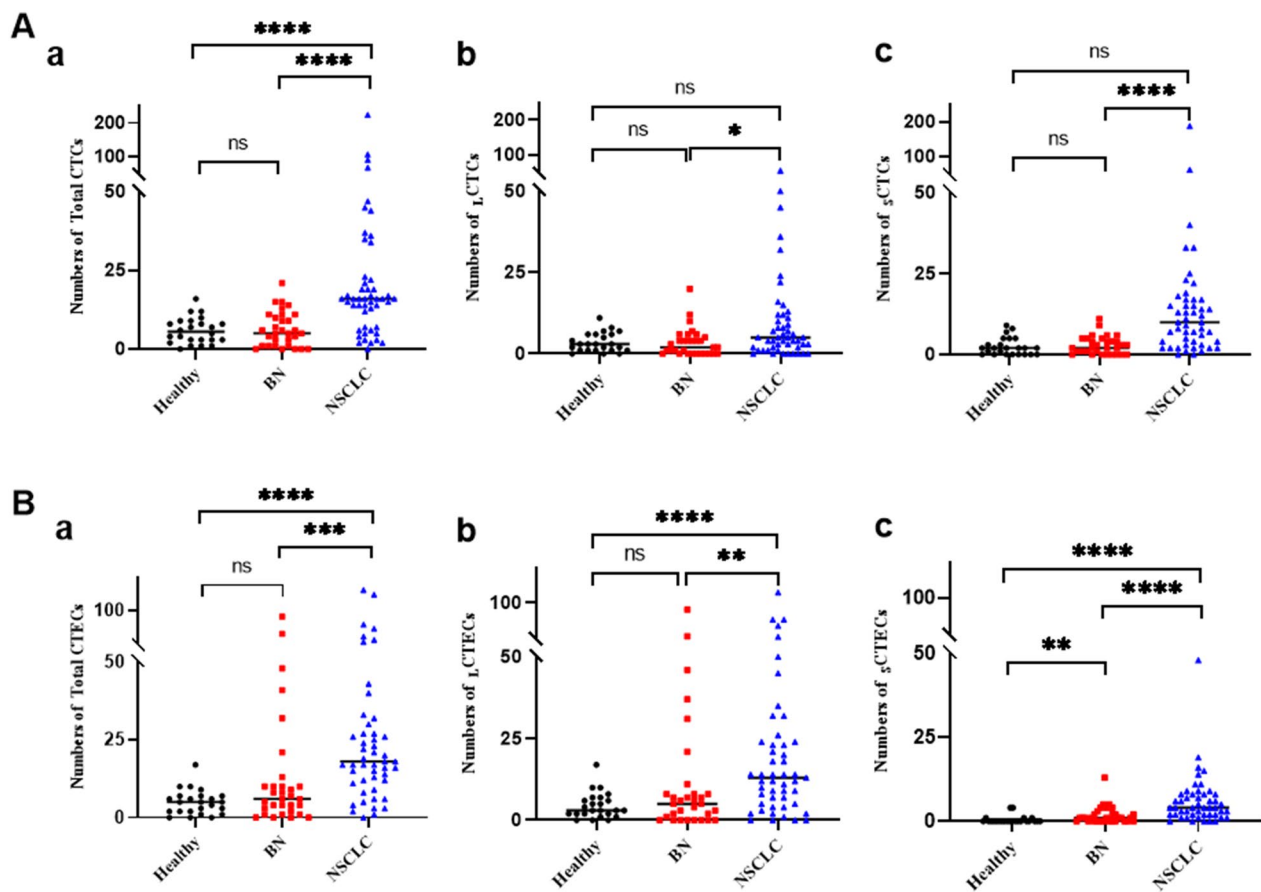 A
a
****
****
ns
Numbers of Total CTCs
200
100
50
25
0
Healthy
BN
NSCLC
b
ns
ns
*
Numbers of LCTCs
200
100
50
25
0
Healthy
BN
NSCLC
c
ns
****
ns
Numbers of sCTCs
200
100
50
25
0
Healthy
BN
NSCLC
B
a
****
***
ns
Numbers of Total CTECs
100
50
25
0
Healthy
BN
NSCLC
b
****
ns
**
Numbers of LCTECs
100
50
25
0
Healthy
BN
NSCLC
c
****
****
**
Numbers of sCTECs
100
50
25
0
Healthy
BN
NSCLC